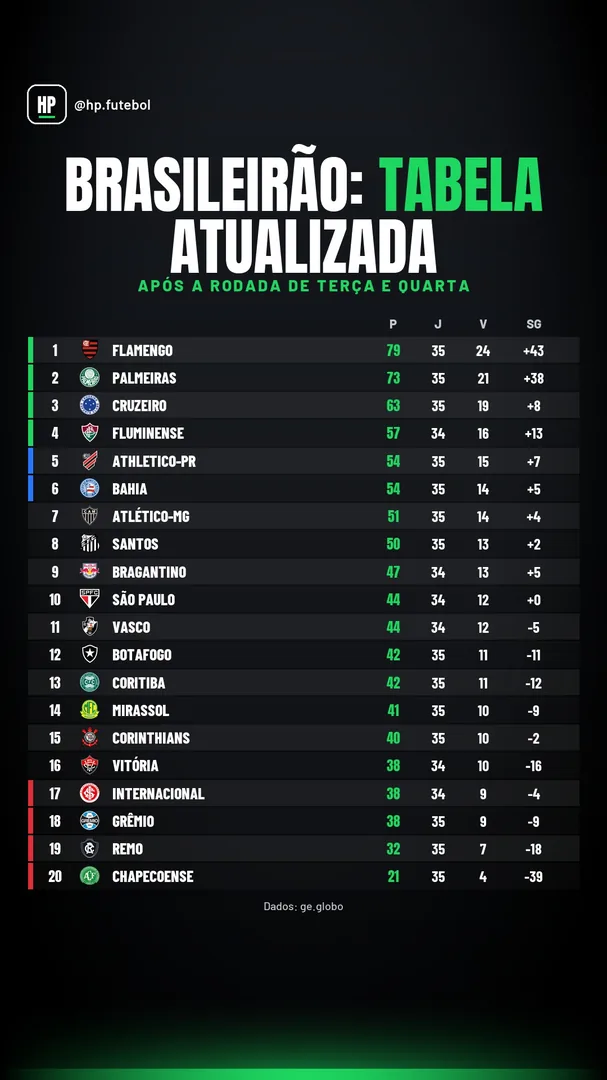 HP @hp.futebol
BRASILEIRÃO: TABELA
ATUALIZADA
APÓS A RODADA DE TERÇA E QUARTA
P J V SG
1 FLAMENGO 79 35 24 +43
2 PALMEIRAS 73 35 21 +38
3 CRUZEIRO 63 35 19 +8
4 FLUMINENSE 57 34 16 +13
5 ATHLETICO-PR 54 35 15 +7
6 BAHIA 54 35 14 +5
7 ATLÉTICO-MG 51 35 14 +4
8 SANTOS 50 35 13 +2
9 BRAGANTINO 47 34 13 +5
10 SÃO PAULO 44 34 12 +0
11 VASCO 44 34 12 -5
12 BOTAFOGO 42 35 11 -11
13 CORITIBA 42 35 11 -12
14 MIRASSOL 41 35 10 -9
15 CORINTHIANS 40 35 10 -2
16 VITÓRIA 38 34 10 -16
17 INTERNACIONAL 38 34 9 -4
18 GRÊMIO 38 35 9 -9
19 REMO 32 35 7 -18
20 CHAPECOENSE 21 35 4 -39
Dados: ge.globo